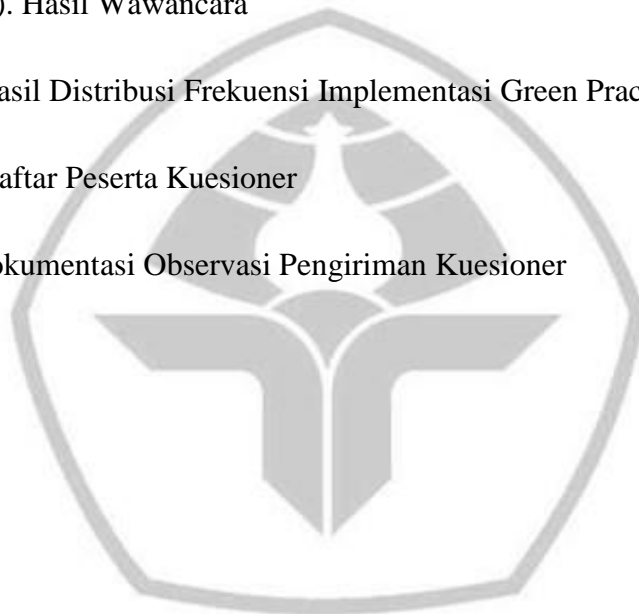 ). Hasil Wawancara
asil Distribusi Frekuensi Implementasi Green Prac
aftar Peserta Kuesioner
okumentasi Observasi Pengiriman Kuesioner